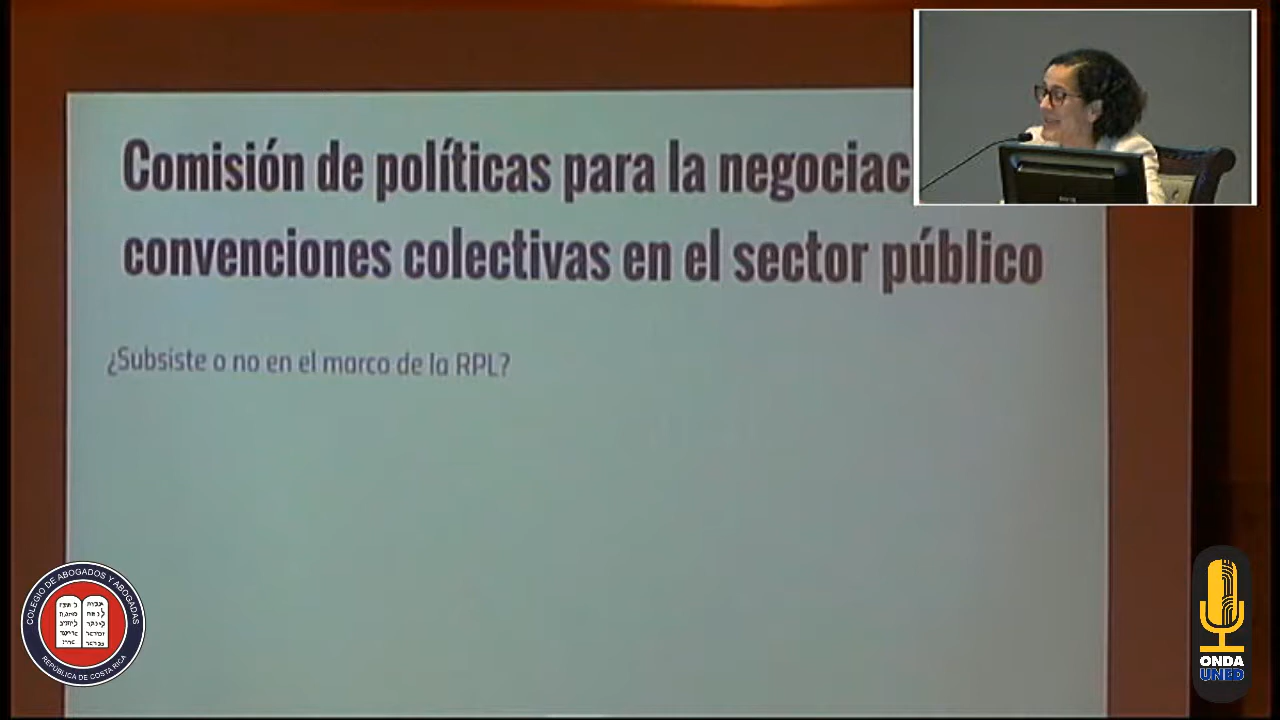 Comisión de políticas para la negociac
convenciones colectivas en el sector público
¿Subsiste o no en el marco de la RPL?
COLEGIO DE ABOGADOS Y ABOGADAS
REPÚBLICA DE COSTA RICA
ONDA
UNED